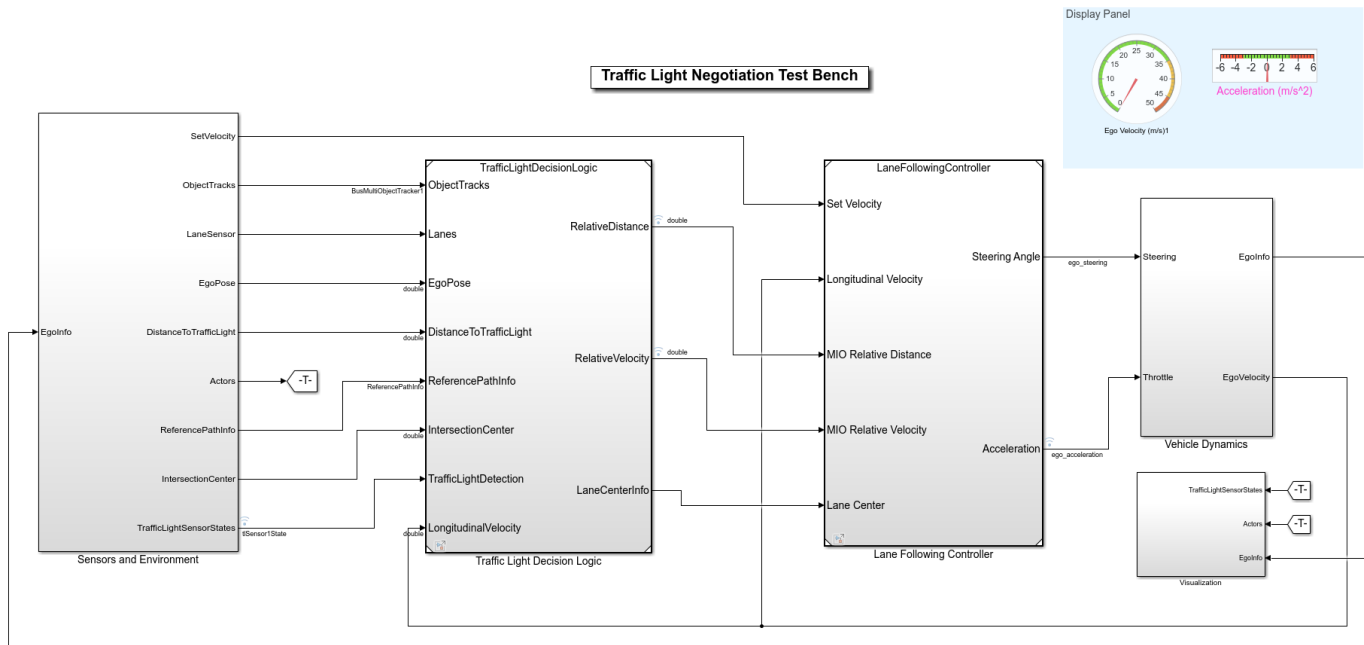 Display Panel
Traffic Light Negotiation Test Bench
0 5 10 15 20 25 30 35 40 45 50
Ego Velocity (m/s)1
-6 -4 -2 0 2 4 6
Acceleration (m/s^2)
EgoInfo
SetVelocity
ObjectTracks
LaneSensor
EgoPose
DistanceToTrafficLight
Actors
ReferencePathInfo
IntersectionCenter
TrafficLightSensorStates
Sensors and Environment
-T-
BusMultiObjectTracker1
double
double
ReferencePathInfo
double
tlSensor1State
double
TrafficLightDecisionLogic
ObjectTracks
Lanes
EgoPose
DistanceToTrafficLight
ReferencePathInfo
IntersectionCenter
TrafficLightDetection
LongitudinalVelocity
RelativeDistance
RelativeVelocity
LaneCenterInfo
Traffic Light Decision Logic
double
double
LaneFollowingController
Set Velocity
Longitudinal Velocity
MIO Relative Distance
MIO Relative Velocity
Lane Center
Steering Angle
Acceleration
Lane Following Controller
ego_steering
ego_acceleration
Steering
Throttle
EgoInfo
EgoVelocity
Vehicle Dynamics
TrafficLightSensorStates
Actors
EgoInfo
Visualization
-T-
-T-